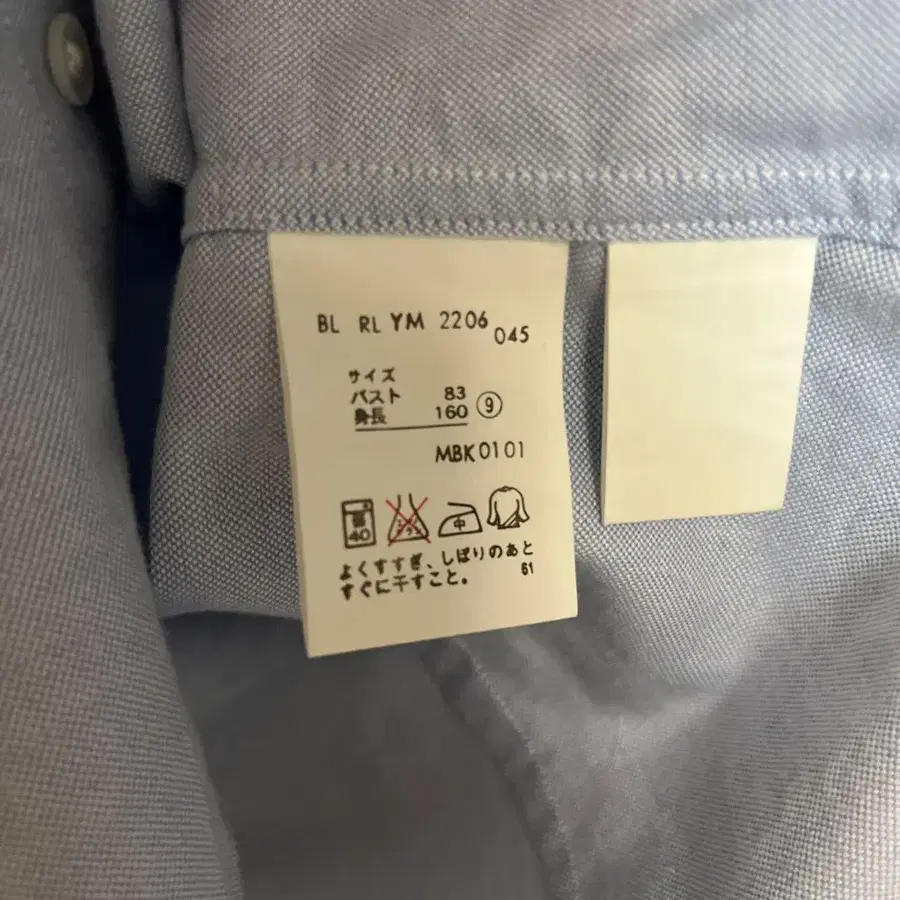 BL RL YM 2206 045
サイズ
バスト 83
身長 160 ⑨
MBK0101
40
中
よくすすぎ、しぼりのあと
すぐに干すこと。 61